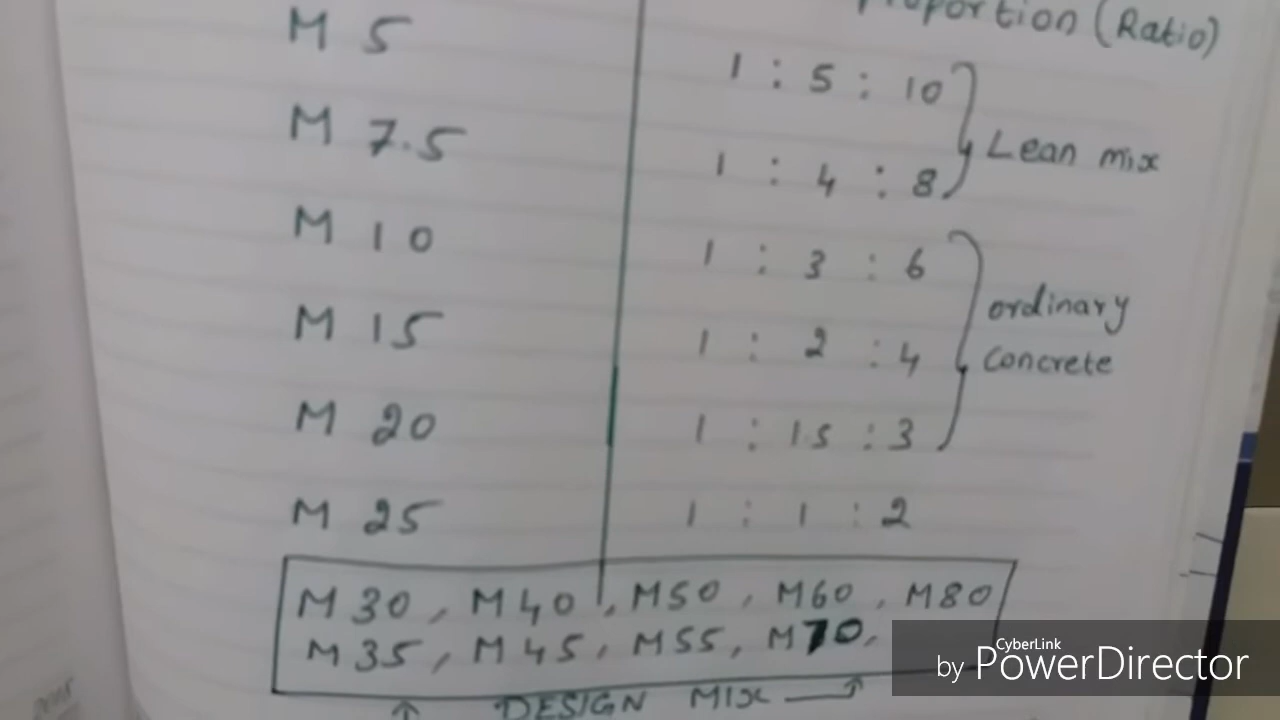 Proportion (Ratio)
M 5 1 : 5 : 10
M 7.5 1 : 4 : 8
Lean mix
M 10 1 : 3 : 6
M 15 1 : 2 : 4
ordinary
concrete
M 20 1 : 15 : 3
M 25 1 : 1 : 2
M30, M40, M50, M60, M80
M35, M45, M55, M70,
DESIGN MIX
CyberLink
by PowerDirector